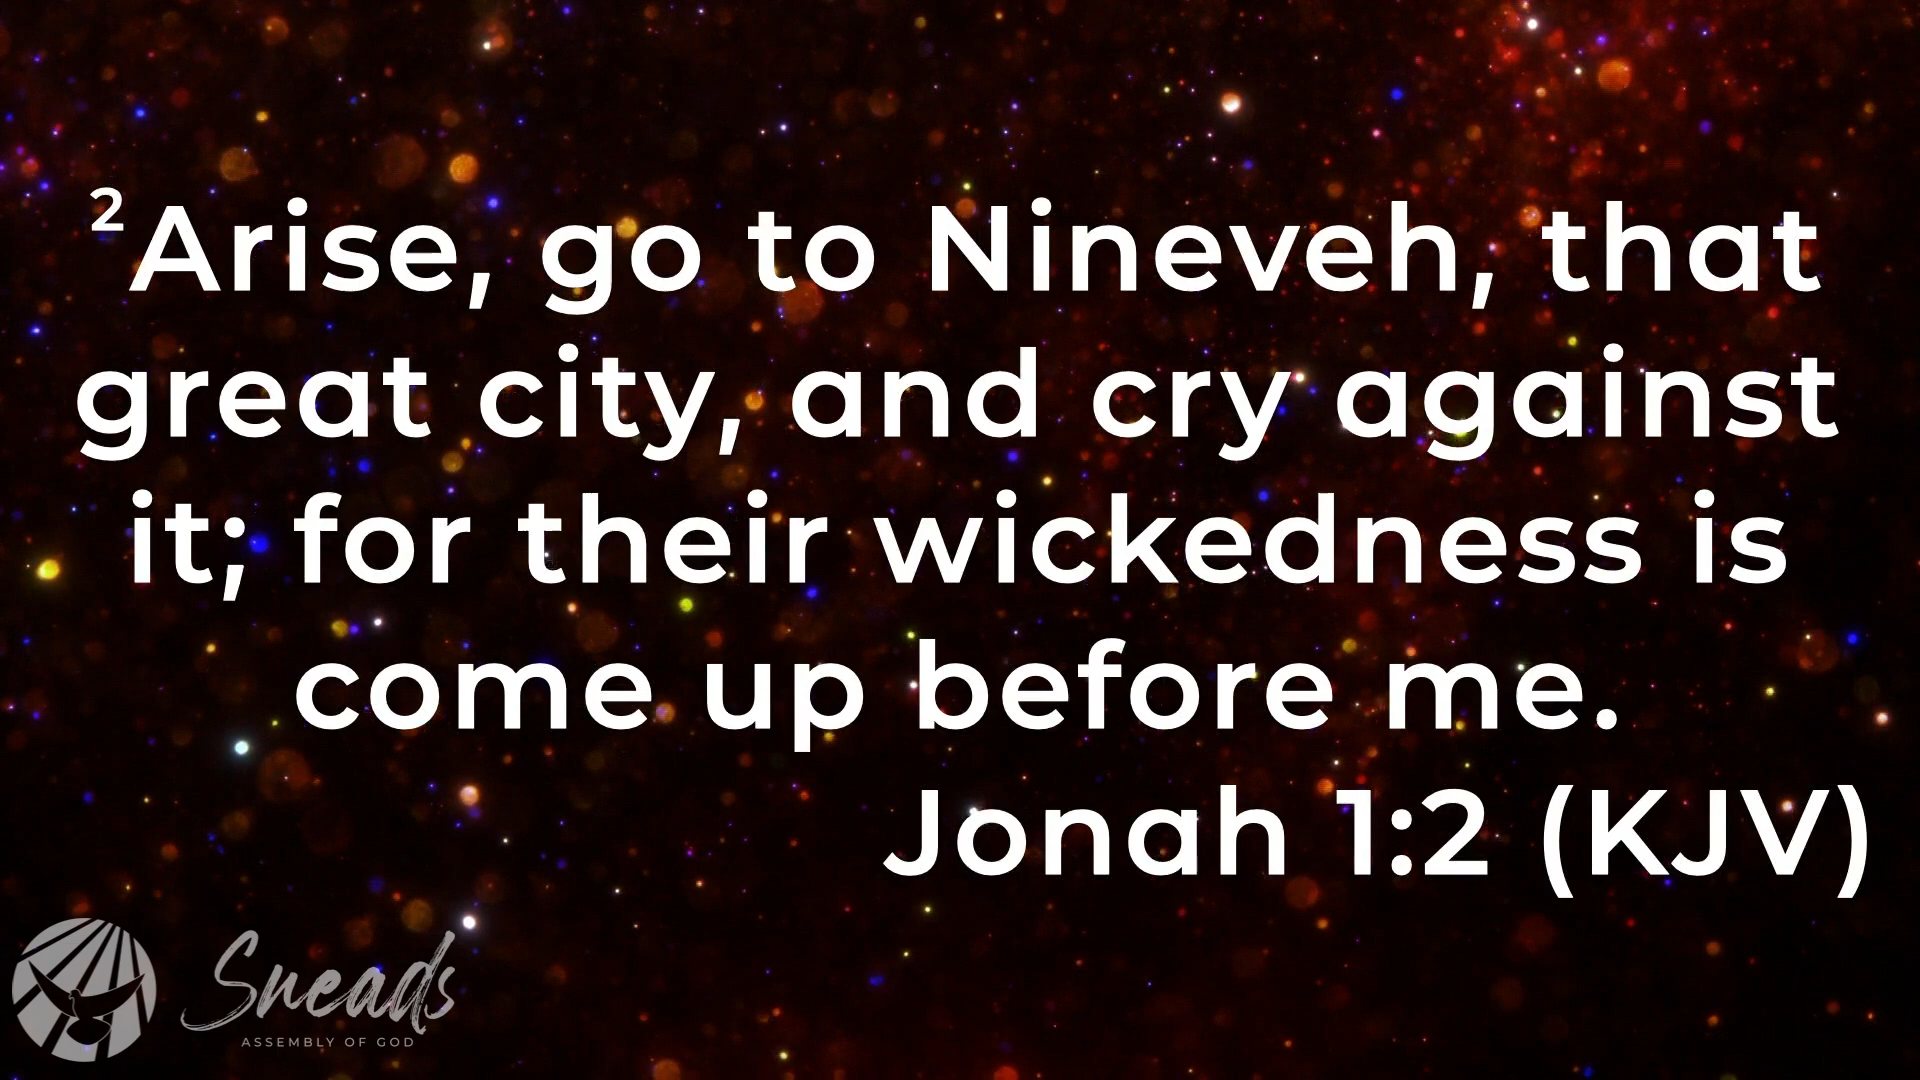 ²Arise, go to Nineveh, that
great city, and cry against
it; for their wickedness is
come up before me.
Jonah 1:2 (KJV)
Sneads
ASSEMBLY OF GOD